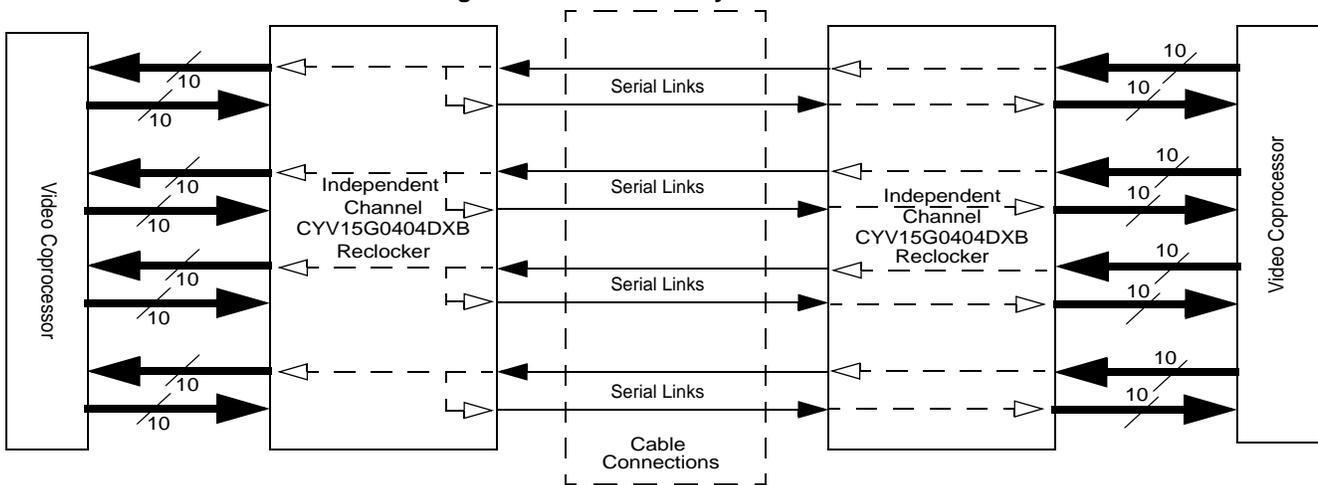 10
10
10
10
Serial Links
10
10
10
10
Serial Links
Video Coprocessor
Independent
Channel
CYV15G0404DXB
Reclocker
Independent
Channel
CYV15G0404DXB
Reclocker
Video Coprocessor
10
10
10
10
Serial Links
10
10
10
10
Serial Links
Cable
Connections